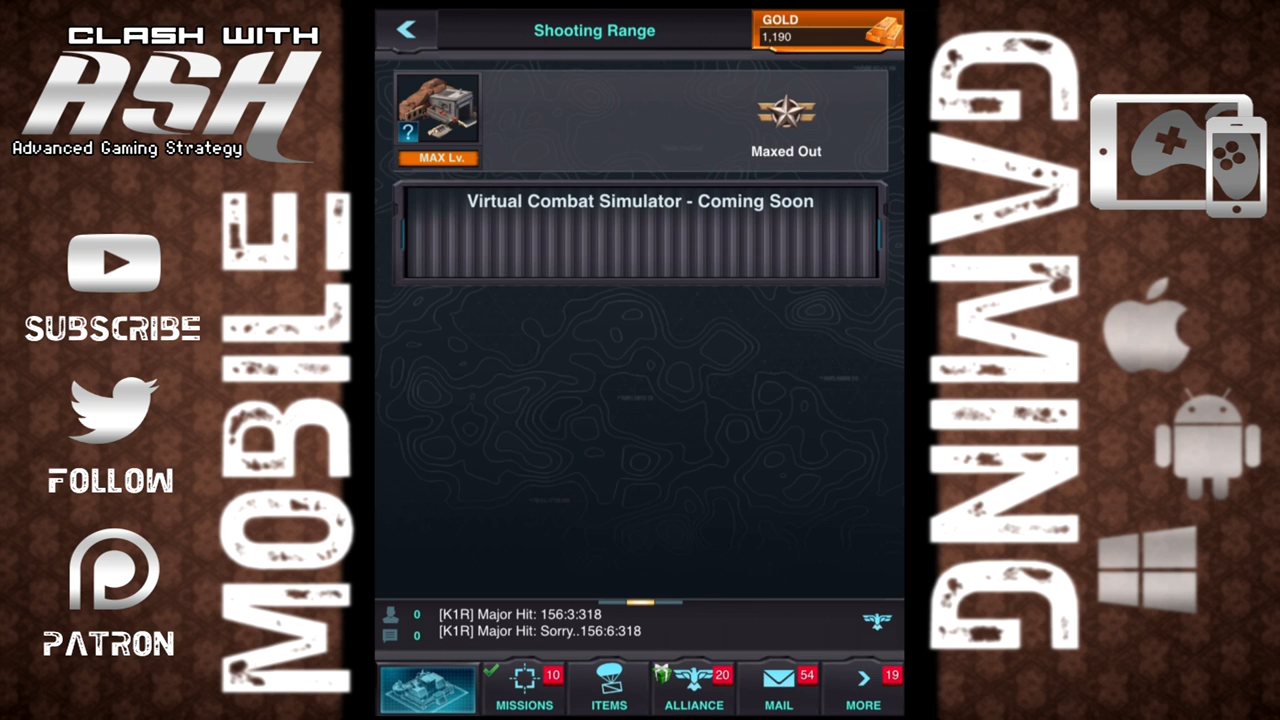 CLASH WITH
ASH
Advanced Gaming Strategy
SUBSCRIBE
FOLLOW
PATRON
MOBILE
Shooting Range
GOLD
1,190
?
MAX Lv.
Maxed Out
Virtual Combat Simulator - Coming Soon
0 [K1R] Major Hit: 156:3:318
0 [K1R] Major Hit: Sorry..156:6:318
10
20
54
19
MISSIONS
ITEMS
ALLIANCE
MAIL
MORE
GAMING